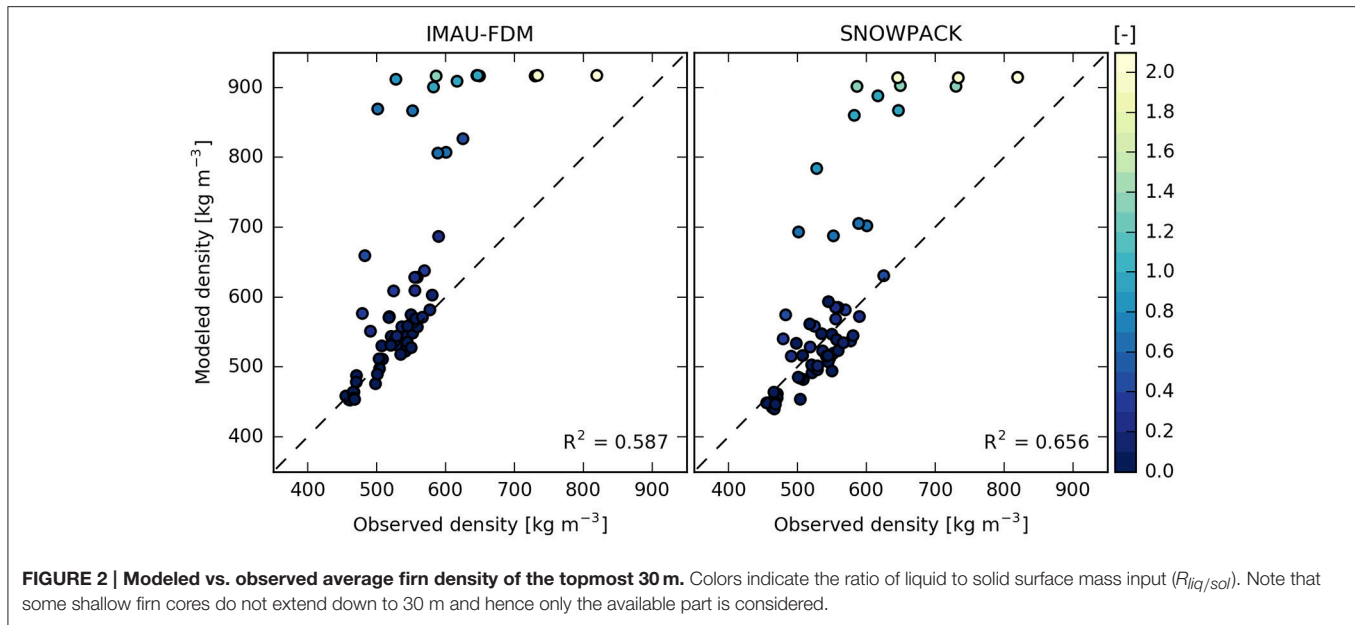 IMAU-FDM
SNOWPACK
[-]
Modeled density [kg m⁻³]
900
800
700
600
500
400
R² = 0.587
400 500 600 700 800 900
Observed density [kg m⁻³]
R² = 0.656
400 500 600 700 800 900
Observed density [kg m⁻³]
2.0
1.8
1.6
1.4
1.2
1.0
0.8
0.6
0.4
0.2
0.0
FIGURE 2 | Modeled vs. observed average firn density of the topmost 30 m. Colors indicate the ratio of liquid to solid surface mass input (R_liq/sol). Note that
some shallow firn cores do not extend down to 30 m and hence only the available part is considered.